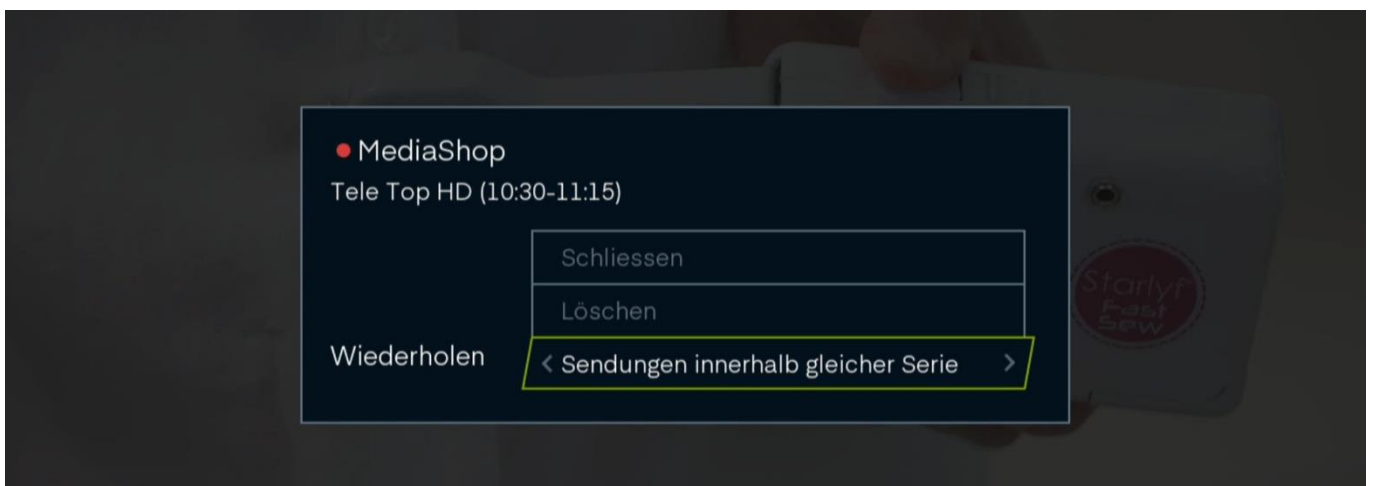 MediaShop
Tele Top HD (10:30-11:15)
Schliessen
Löschen
Wiederholen
< Sendungen innerhalb gleicher Serie >
Starlyf
Fast
Sew